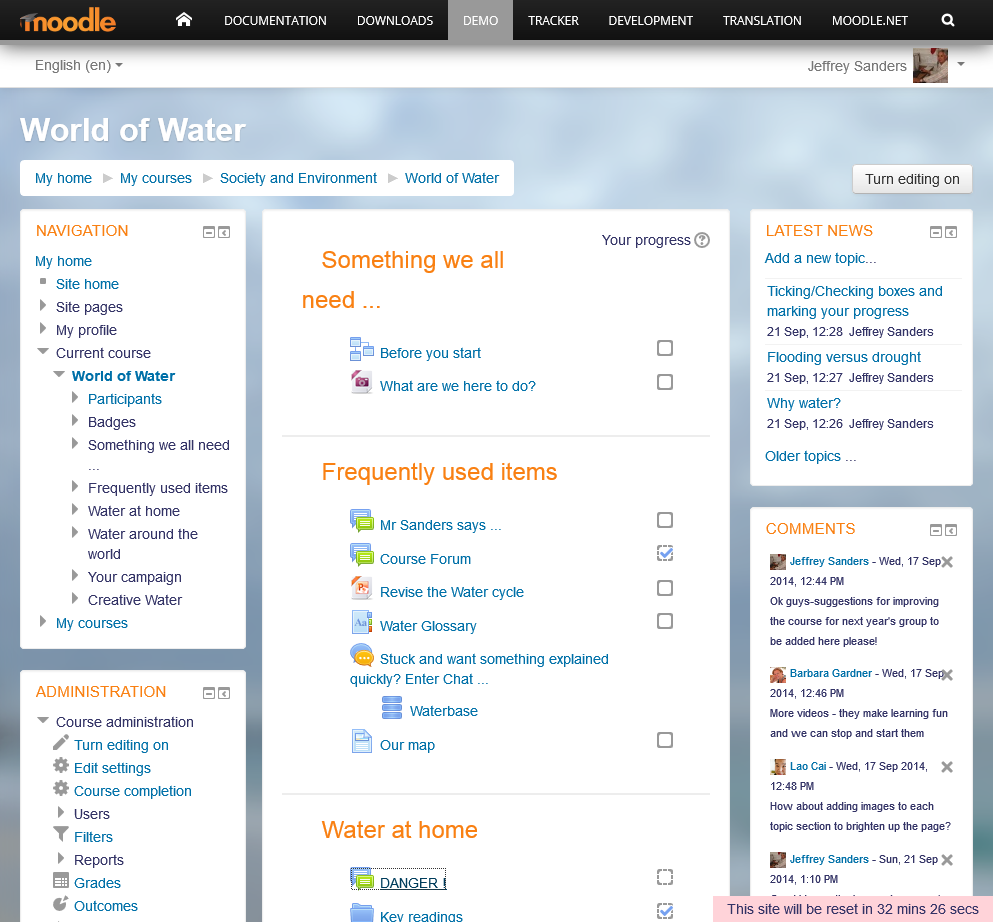 moodle
DOCUMENTATION DOWNLOADS DEMO TRACKER DEVELOPMENT TRANSLATION MOODLE.NET
English (en)
Jeffrey Sanders
World of Water
My home My courses Society and Environment World of Water
Turn editing on
NAVIGATION
My home
Site home
Site pages
My profile
Current course
World of Water
Participants
Badges
Something we all need
...
Frequently used items
Water at home
Water around the
world
Your campaign
Creative Water
My courses
ADMINISTRATION
Course administration
Turn editing on
Edit settings
Course completion
Users
Filters
Reports
Grades
Outcomes
Your progress
Something we all
need ...
Before you start
What are we here to do?
Frequently used items
Mr Sanders says ...
Course Forum
Revise the Water cycle
Water Glossary
Stuck and want something explained
quickly? Enter Chat ...
Waterbase
Our map
Water at home
DANGER !
Key readings
LATEST NEWS
Add a new topic...
Ticking/Checking boxes and
marking your progress
21 Sep, 12:28 Jeffrey Sanders
Flooding versus drought
21 Sep, 12:27 Jeffrey Sanders
Why water?
21 Sep, 12:26 Jeffrey Sanders
Older topics ...
COMMENTS
Jeffrey Sanders - Wed, 17 Sep
2014, 12:44 PM
Ok guys-suggestions for improving
the course for next year's group to
be added here please!
Barbara Gardner - Wed, 17 Sep
2014, 12:46 PM
More videos - they make learning fun
and we can stop and start them
Lao Cai - Wed, 17 Sep 2014,
12:48 PM
How about adding images to each
topic section to brighten up the page?
Jeffrey Sanders - Sun, 21 Sep
2014, 1:10 PM
This site will be reset in 32 mins 26 secs